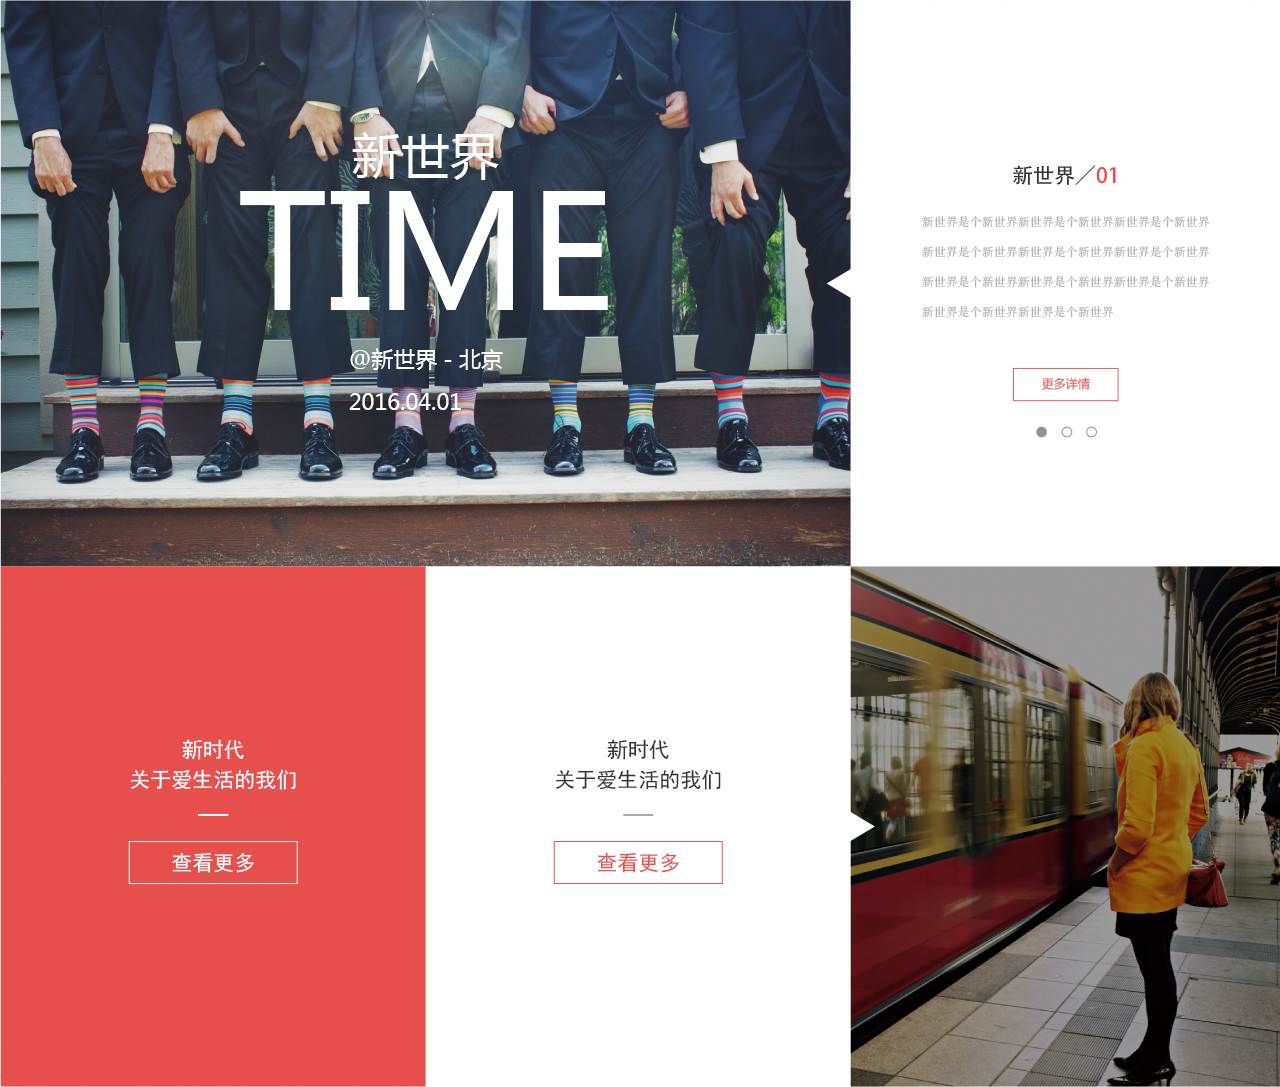 新世界
TIME
@新世界 - 北京
2016.04.01
新世界／01
新世界是个新世界新世界是个新世界新世界是个新世界
新世界是个新世界新世界是个新世界新世界是个新世界
新世界是个新世界新世界是个新世界新世界是个新世界
新世界是个新世界新世界是个新世界
更多详情
新时代
关于爱生活的我们
查看更多
新时代
关于爱生活的我们
查看更多